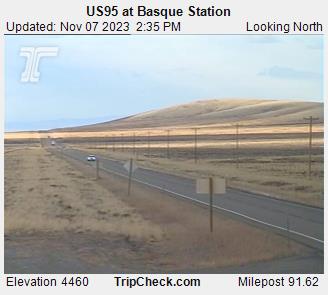 US95 at Basque Station
Updated: Nov 07 2023 2:35 PM Looking North
Elevation 4460 TripCheck.com Milepost 91.62